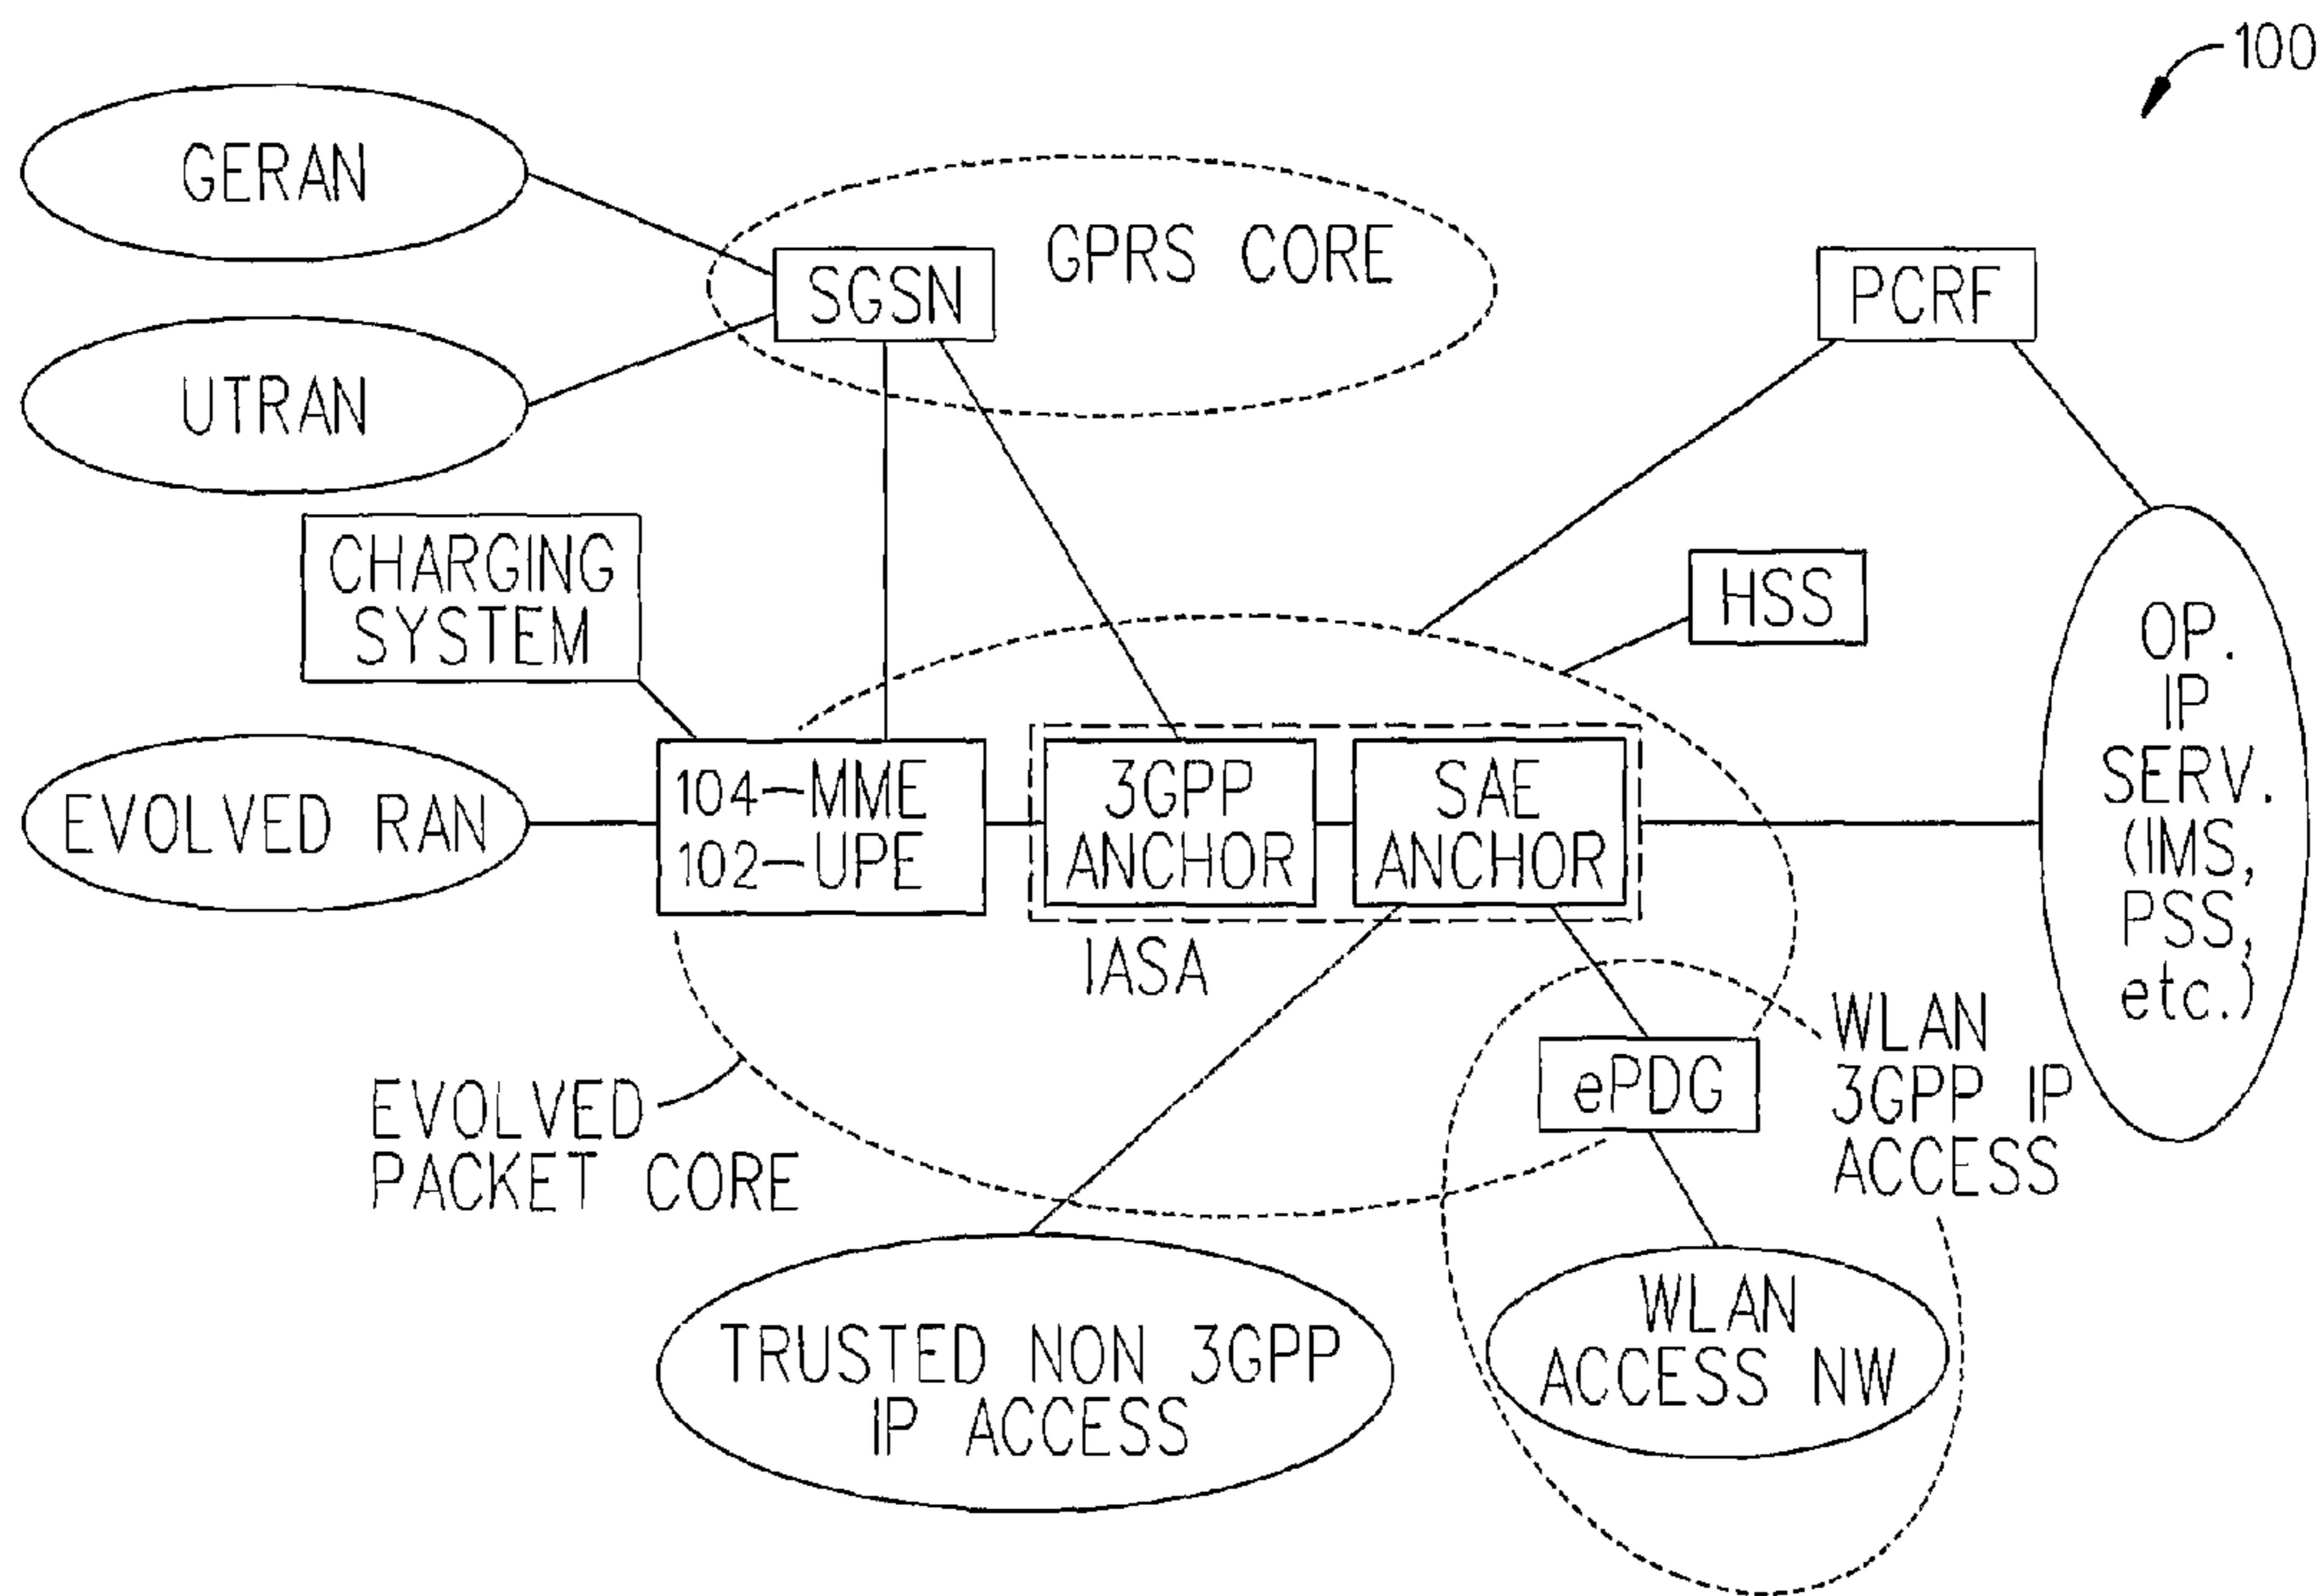 100
GERAN
GPRS CORE
SGSN
PCRF
UTRAN
CHARGING
SYSTEM
HSS
OP.
IP
SERV.
(IMS,
PSS,
etc.)
EVOLVED RAN
104-MME
102-UPE
3GPP
ANCHOR
SAE
ANCHOR
IASA
WLAN
3GPP IP
ACCESS
ePDG
EVOLVED
PACKET CORE
TRUSTED NON 3GPP
IP ACCESS
WLAN
ACCESS NW